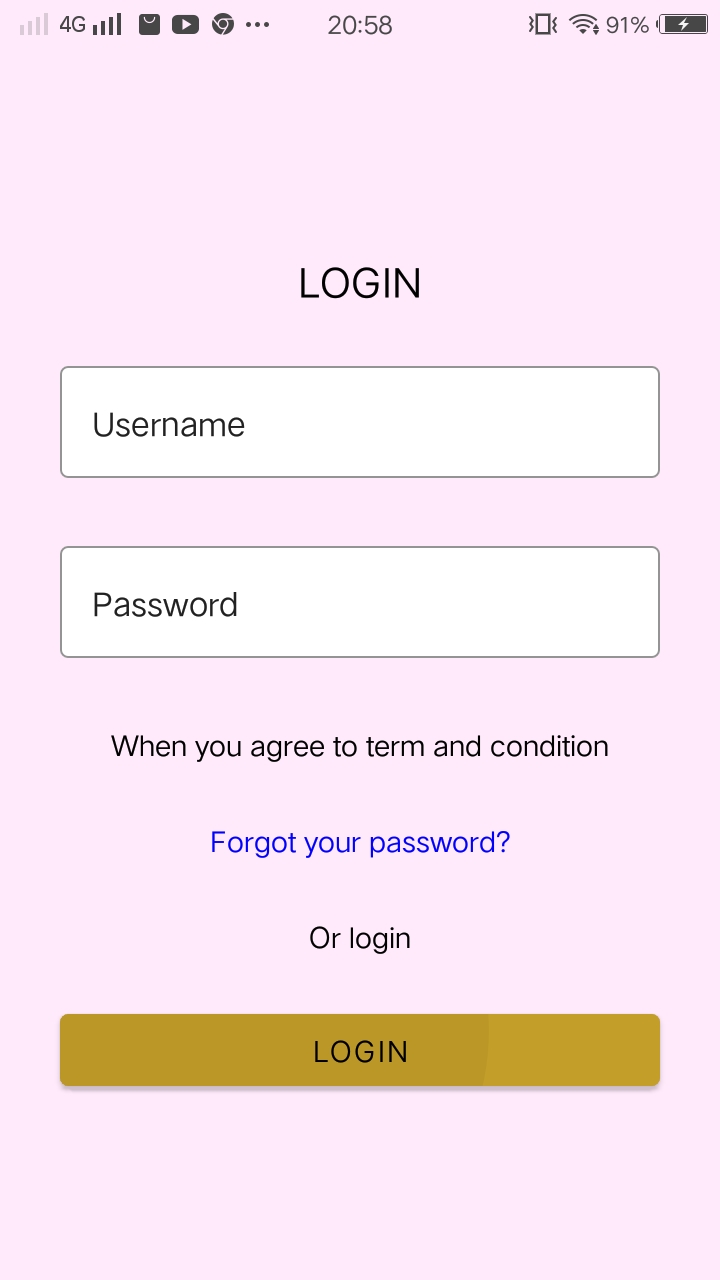 4G 20:58 91%
LOGIN
Username
Password
When you agree to term and condition
Forgot your password?
Or login
LOGIN